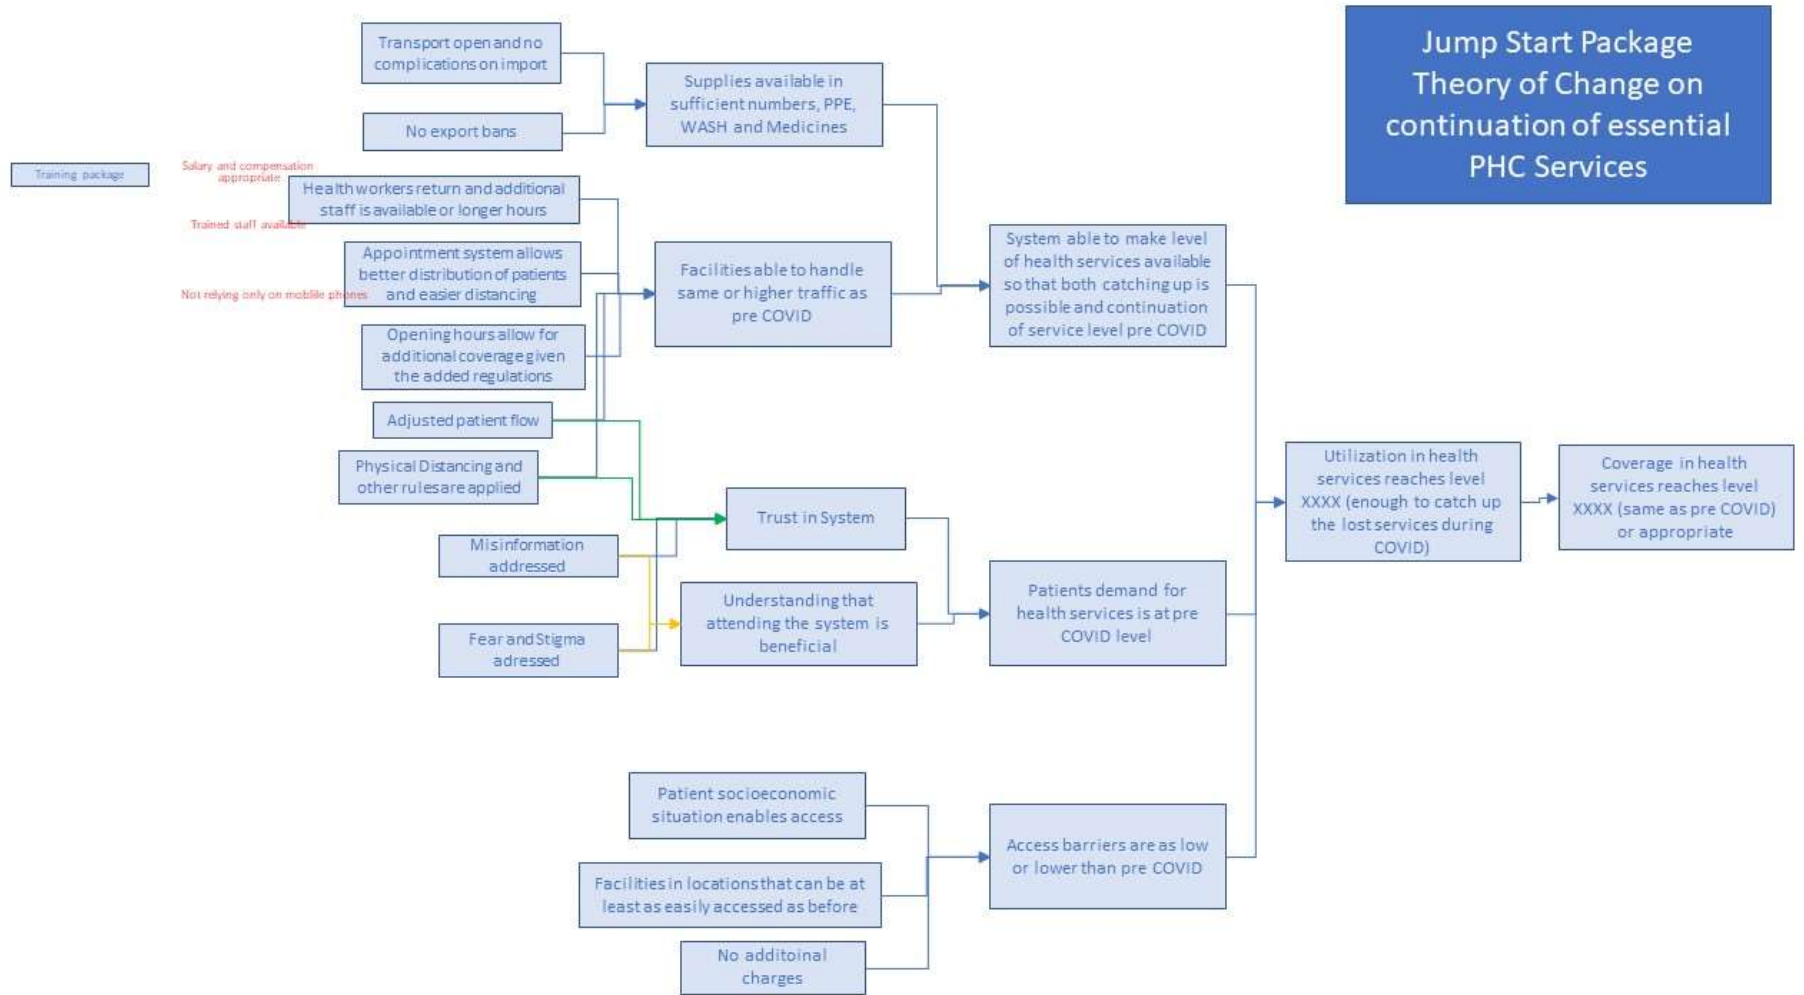 Jump Start Package
Theory of Change on
continuation of essential
PHC Services
Transport open and no
complications on import
No export bans
Supplies available in
sufficient numbers, PPE,
WASH and Medicines
Training package
Salary and compensation
appropriate
Health workers return and additional
staff is available or longer hours
Trained staff available
Appointment system allows
better distribution of patients
and easier distancing
Not relying only on moblile phones
Opening hours allow for
additional coverage given
the added regulations
Adjusted patient flow
Physical Distancing and
other rules are applied
Facilities able to handle
same or higher traffic as
pre COVID
System able to make level
of health services available
so that both catching up is
possible and continuation
of service level pre COVID
Misinformation
addressed
Fear and Stigma
adressed
Trust in System
Understanding that
attending the system is
beneficial
Patients demand for
health services is at pre
COVID level
Utilization in health
services reaches level
XXXX (enough to catch up
the lost services during
COVID)
Coverage in health
services reaches level
XXXX (same as pre COVID)
or appropriate
Patient socioeconomic
situation enables access
Facilities in locations that can be at
least as easily accessed as before
No additoinal
charges
Access barriers are as low
or lower than pre COVID